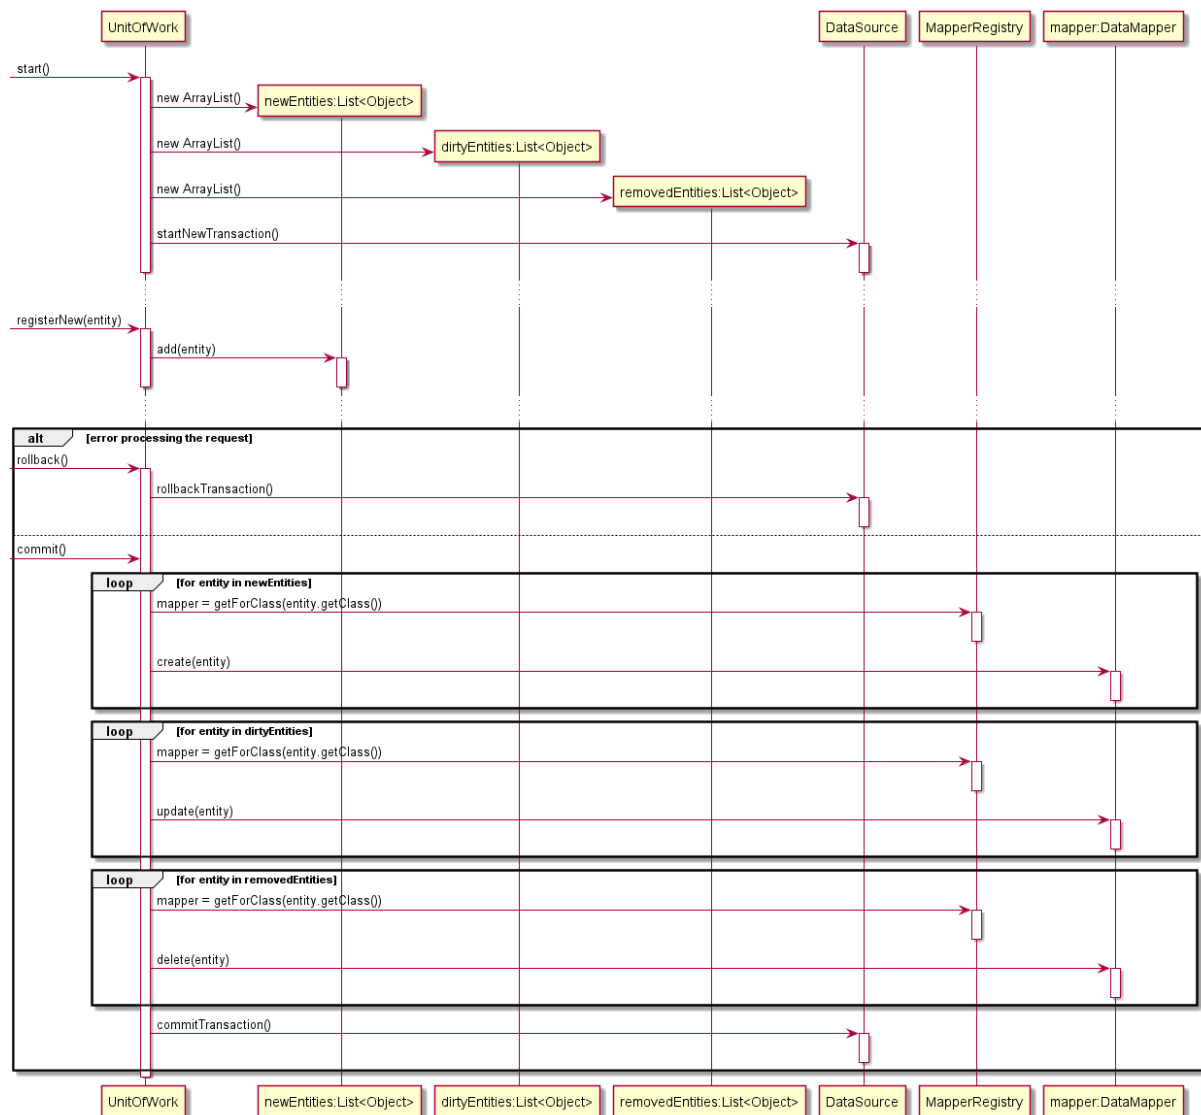 UnitOfWork
DataSource
MapperRegistry
mapper:DataMapper
start()
new ArrayList()
newEntities:List<Object>
new ArrayList()
dirtyEntities:List<Object>
new ArrayList()
removedEntities:List<Object>
startNewTransaction()
registerNew(entity)
add(entity)
alt
[error processing the request]
rollback()
rollbackTransaction()
commit()
loop
[for entity in newEntities]
mapper = getForClass(entity.getClass())
create(entity)
loop
[for entity in dirtyEntities]
mapper = getForClass(entity.getClass())
update(entity)
loop
[for entity in removedEntities]
mapper = getForClass(entity.getClass())
delete(entity)
commitTransaction()
UnitOfWork
newEntities:List<Object>
dirtyEntities:List<Object>
removedEntities:List<Object>
DataSource
MapperRegistry
mapper:DataMapper